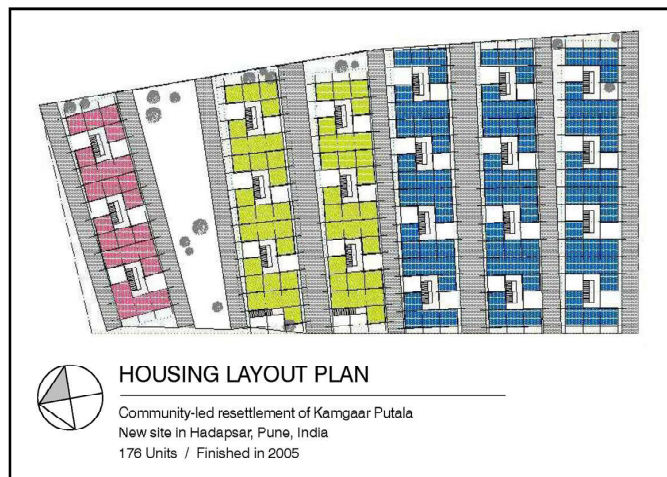 HOUSING LAYOUT PLAN
Community-led resettlement of Kamgaar Putala
New site in Hadapsar, Pune, India
176 Units / Finished in 2005